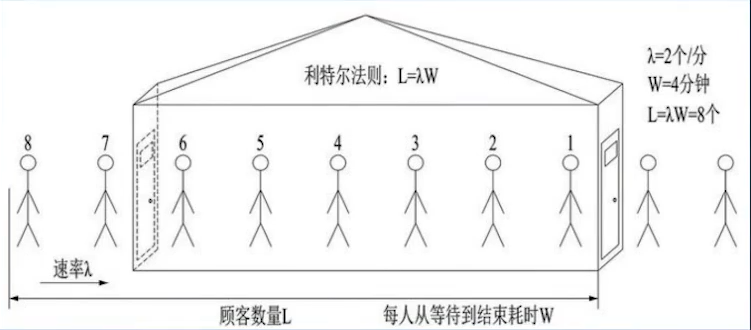 利特尔法则：L=λW
λ=2个/分
W=4分钟
L=λW=8个
8 7 6 5 4 3 2 1
速率λ
顾客数量L 每人从等待到结束耗时W